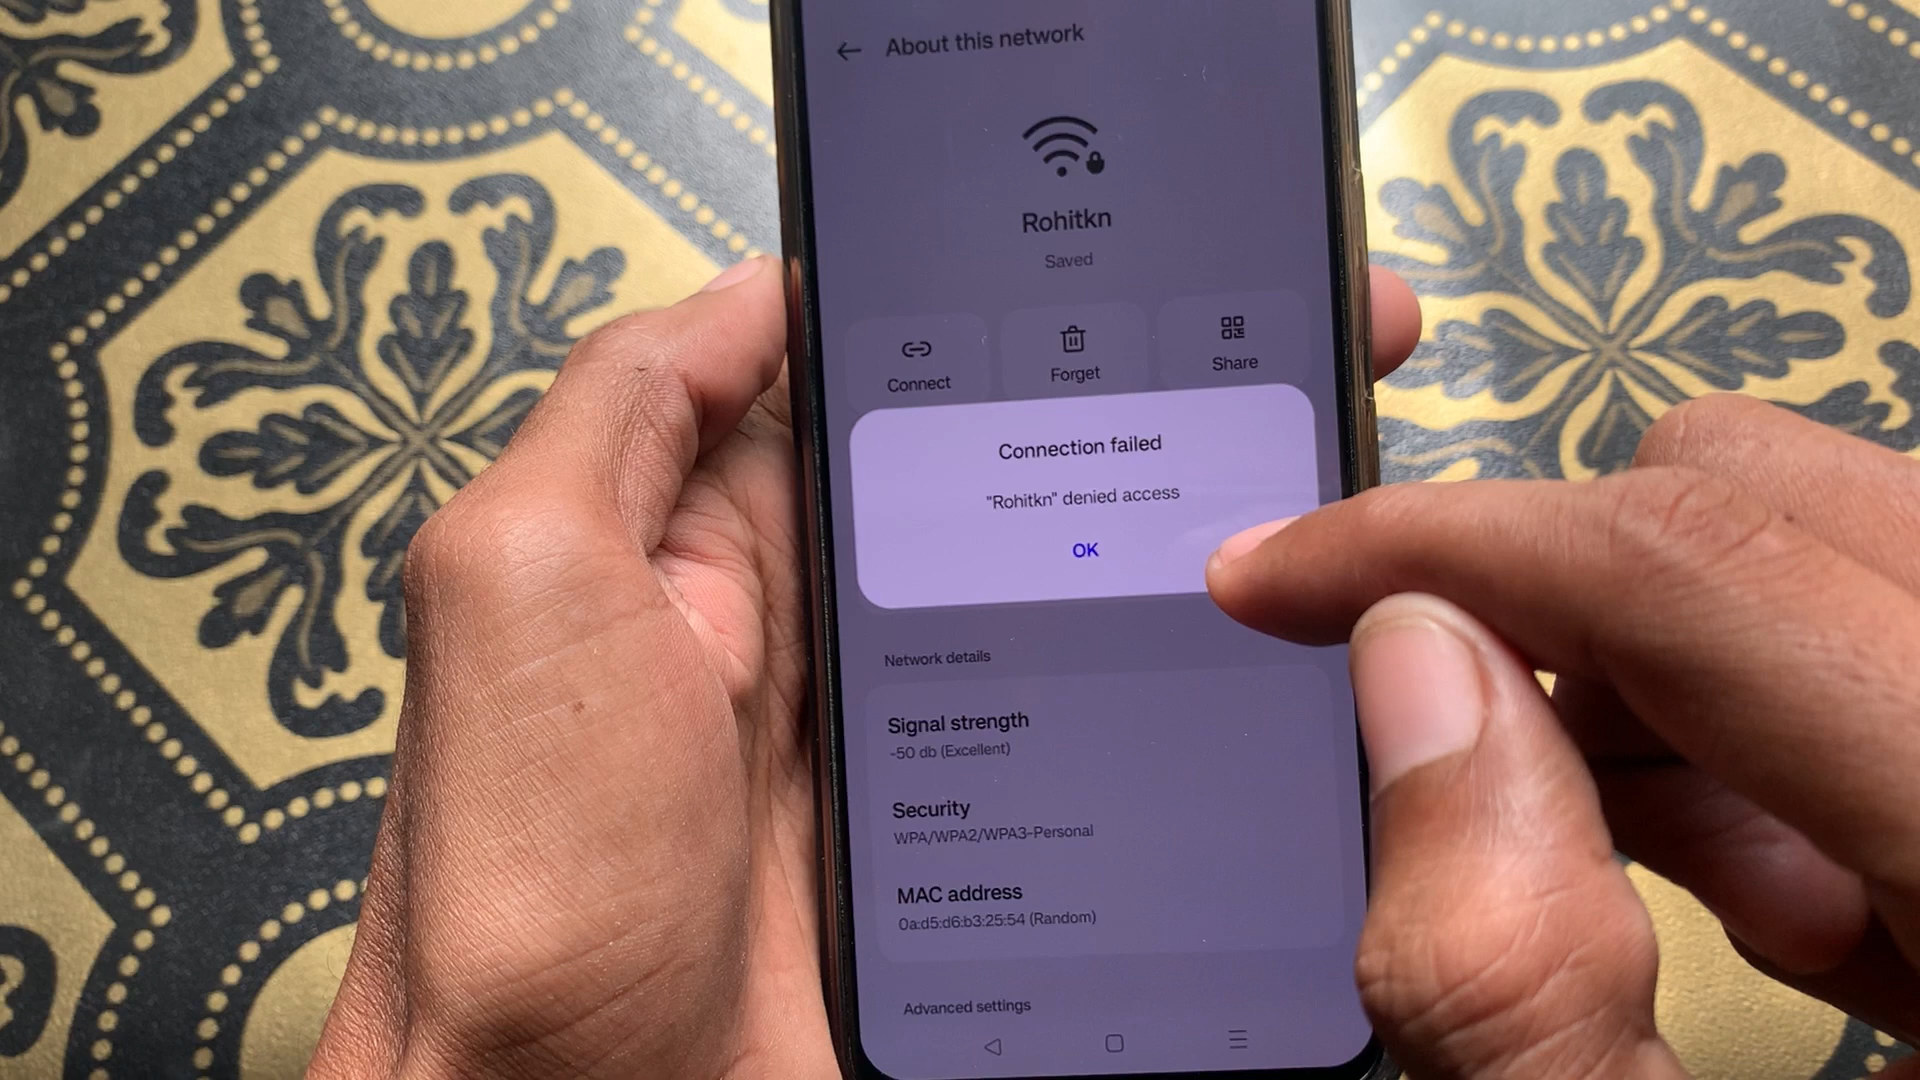 About this network
Rohitkn
Saved
Connect
Forget
Share
Connection failed
"Rohitkn" denied access
OK
Network details
Signal strength
-50 db (Excellent)
Security
WPA/WPA2/WPA3-Personal
MAC address
0a:d5:d6:b3:25:54 (Random)
Advanced settings